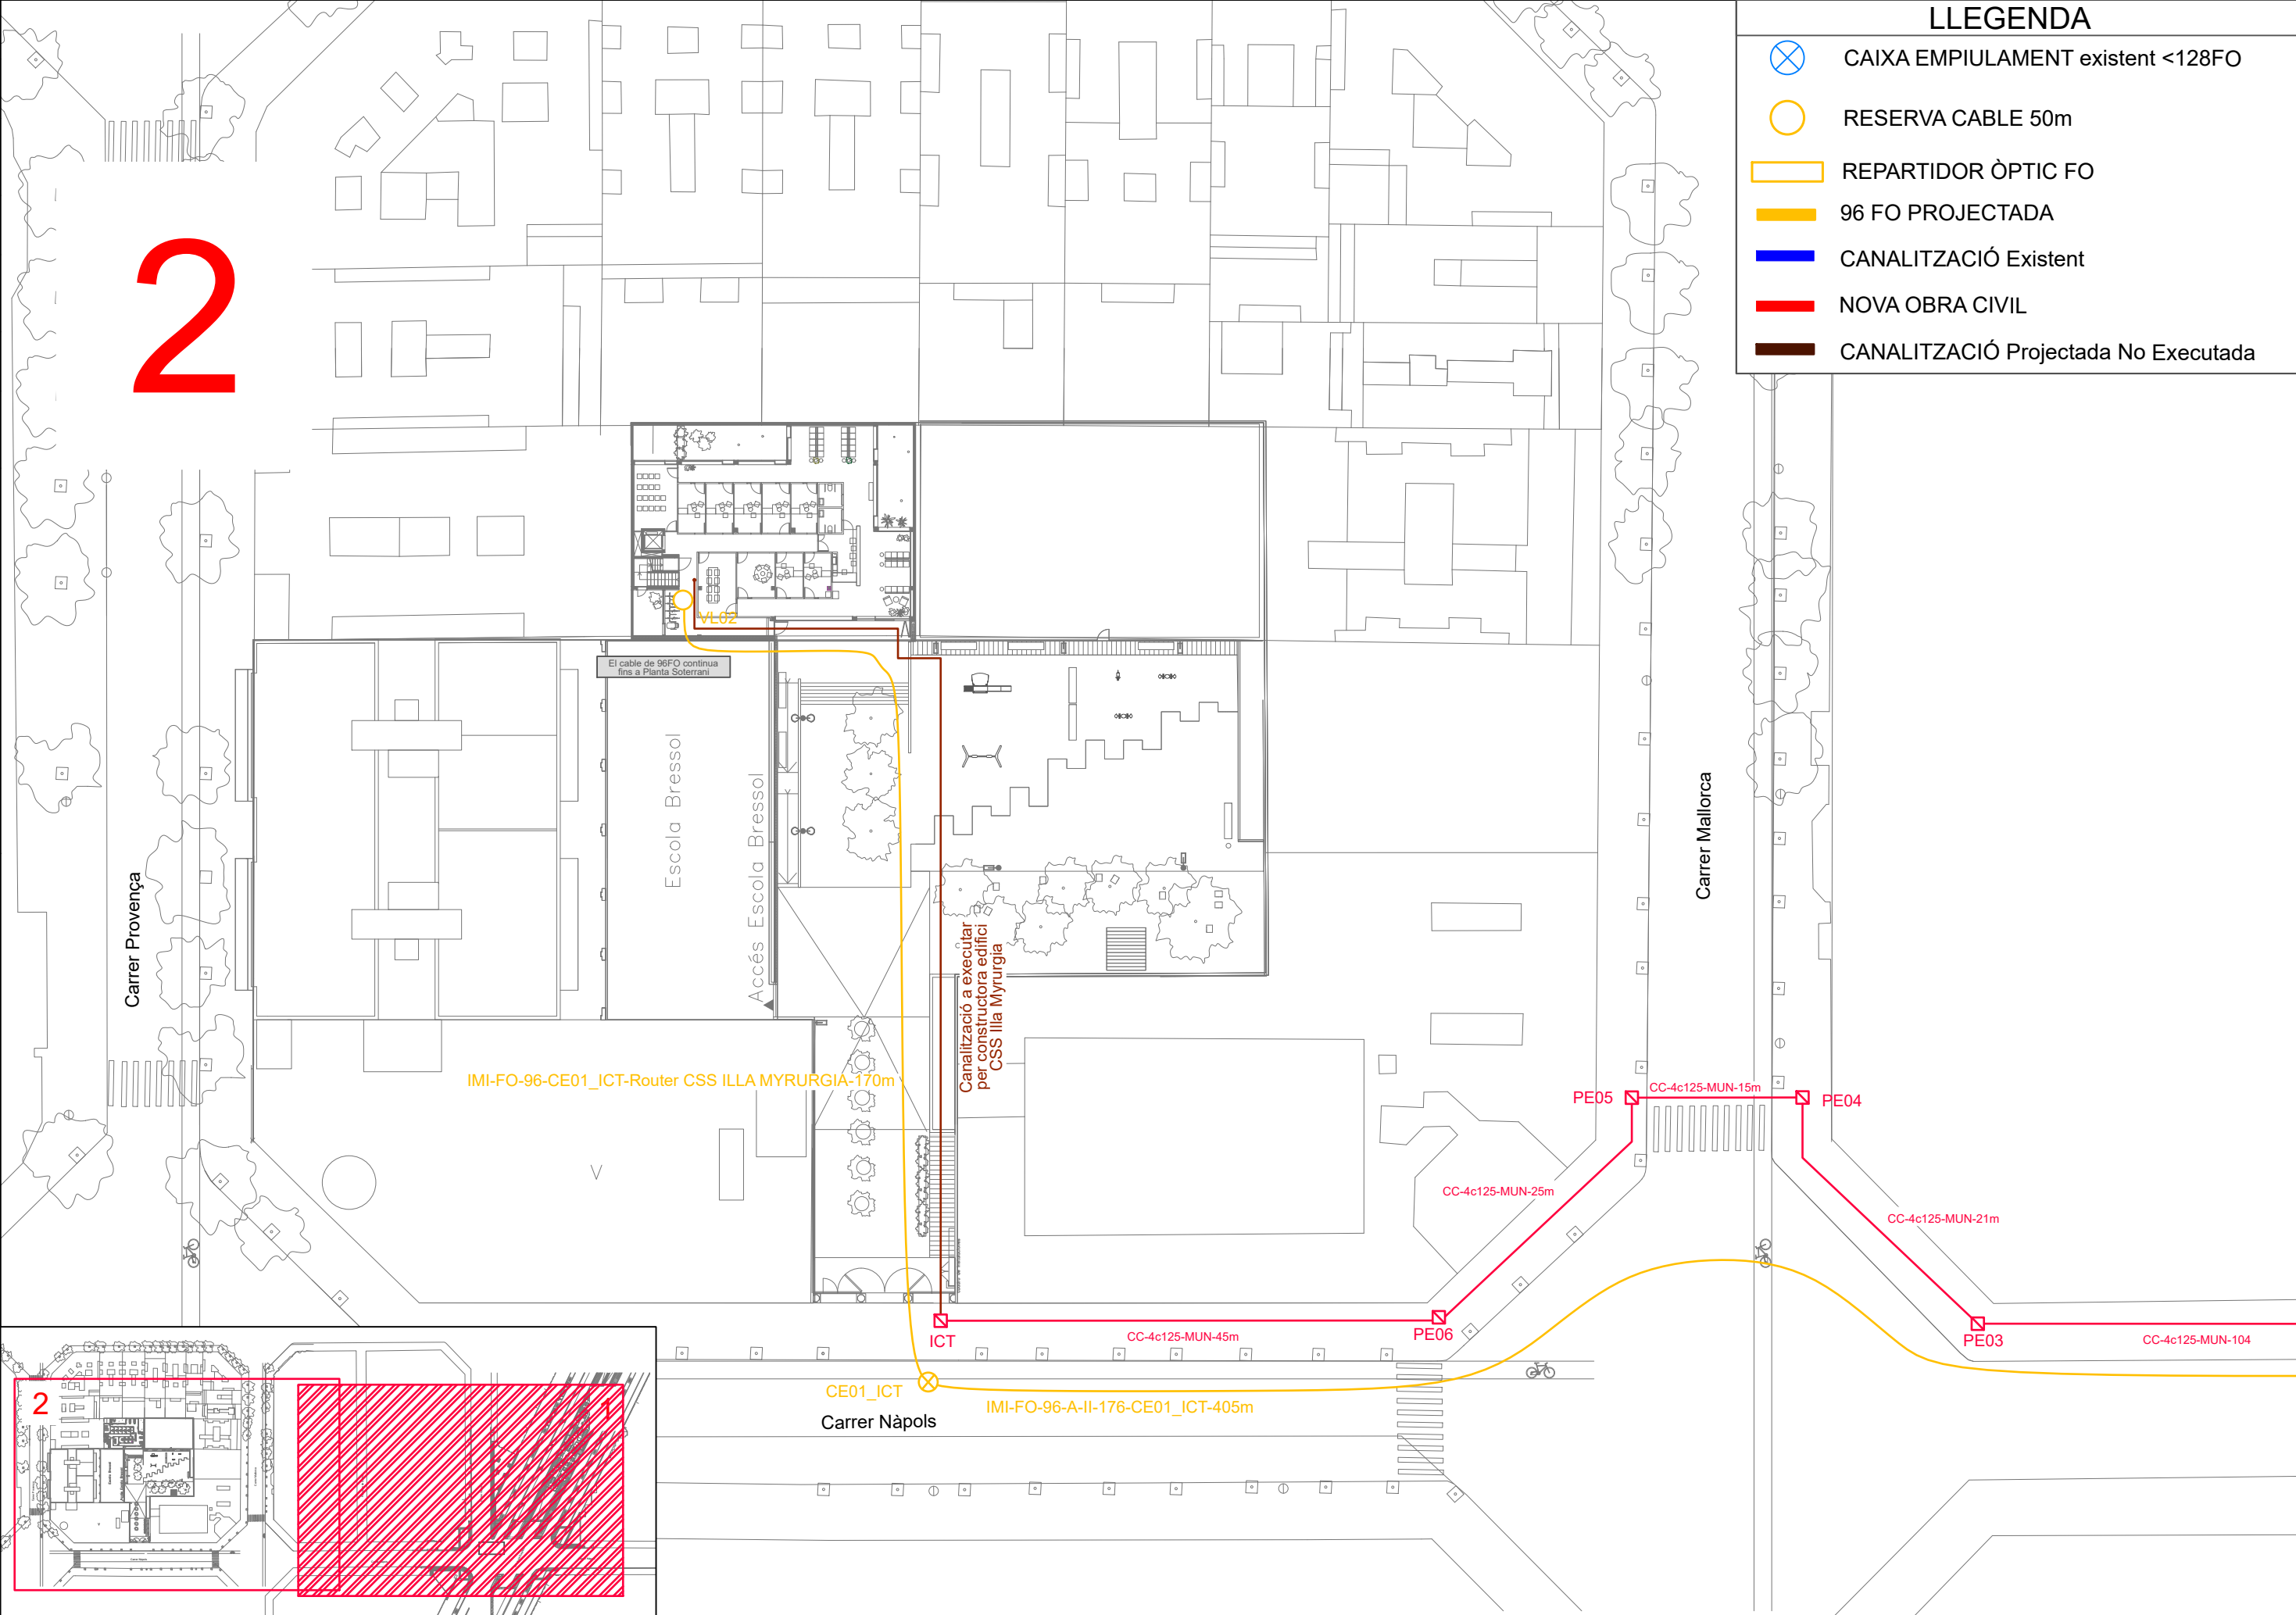 LLEGENDA
CAIXA EMPIULAMENT existent <128FO
RESERVA CABLE 50m
REPARTIDOR ÒPTIC FO
96 FO PROJECTADA
CANALITZACIÓ Existent
NOVA OBRA CIVIL
CANALITZACIÓ Projectada No Executada
2
VL02
El cable de 96FO continua
fins a Planta Soterrani
Escola Bressol
Accés Escola Bressol
Carrer Provença
Carrer Mallorca
Canalització a executar
per constructora edifici
CSS Illa Myrurgia
IMI-FO-96-CE01_ICT-Router CSS ILLA MYRURGIA-170m
PE05
CC-4c125-MUN-15m
PE04
CC-4c125-MUN-25m
CC-4c125-MUN-21m
ICT
CC-4c125-MUN-45m
PE06
PE03
CC-4c125-MUN-104
CE01_ICT
IMI-FO-96-A-II-176-CE01_ICT-405m
Carrer Nàpols
2
1